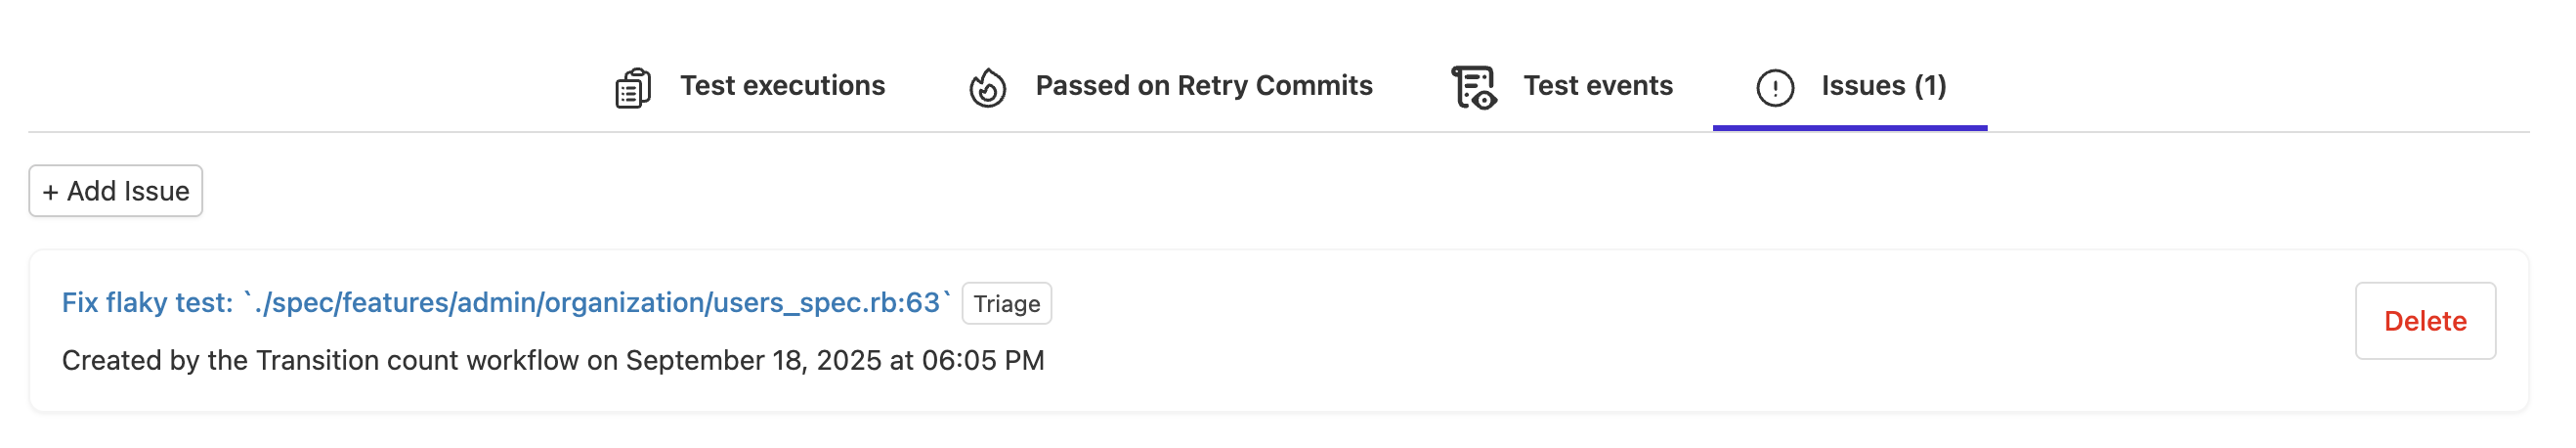 Test executions
Passed on Retry Commits
Test events
Issues (1)
+ Add Issue
Fix flaky test: `./spec/features/admin/organization/users_spec.rb:63` Triage
Created by the Transition count workflow on September 18, 2025 at 06:05 PM
Delete